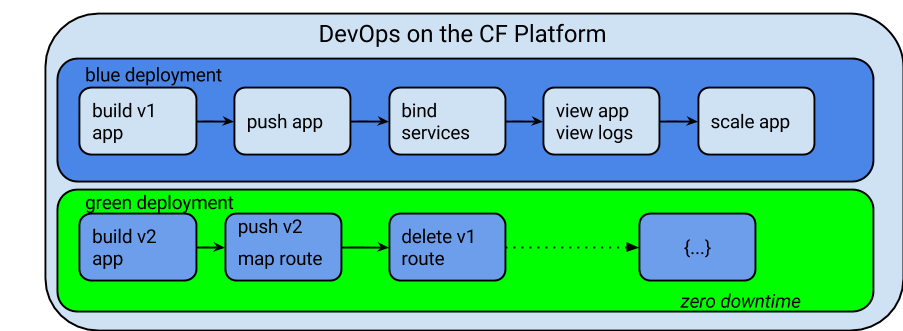 DevOps on the CF Platform
blue deployment
build v1
app
push app
bind
services
view app
view logs
scale app
green deployment
build v2
app
push v2
map route
delete v1
route
{...}
zero downtime